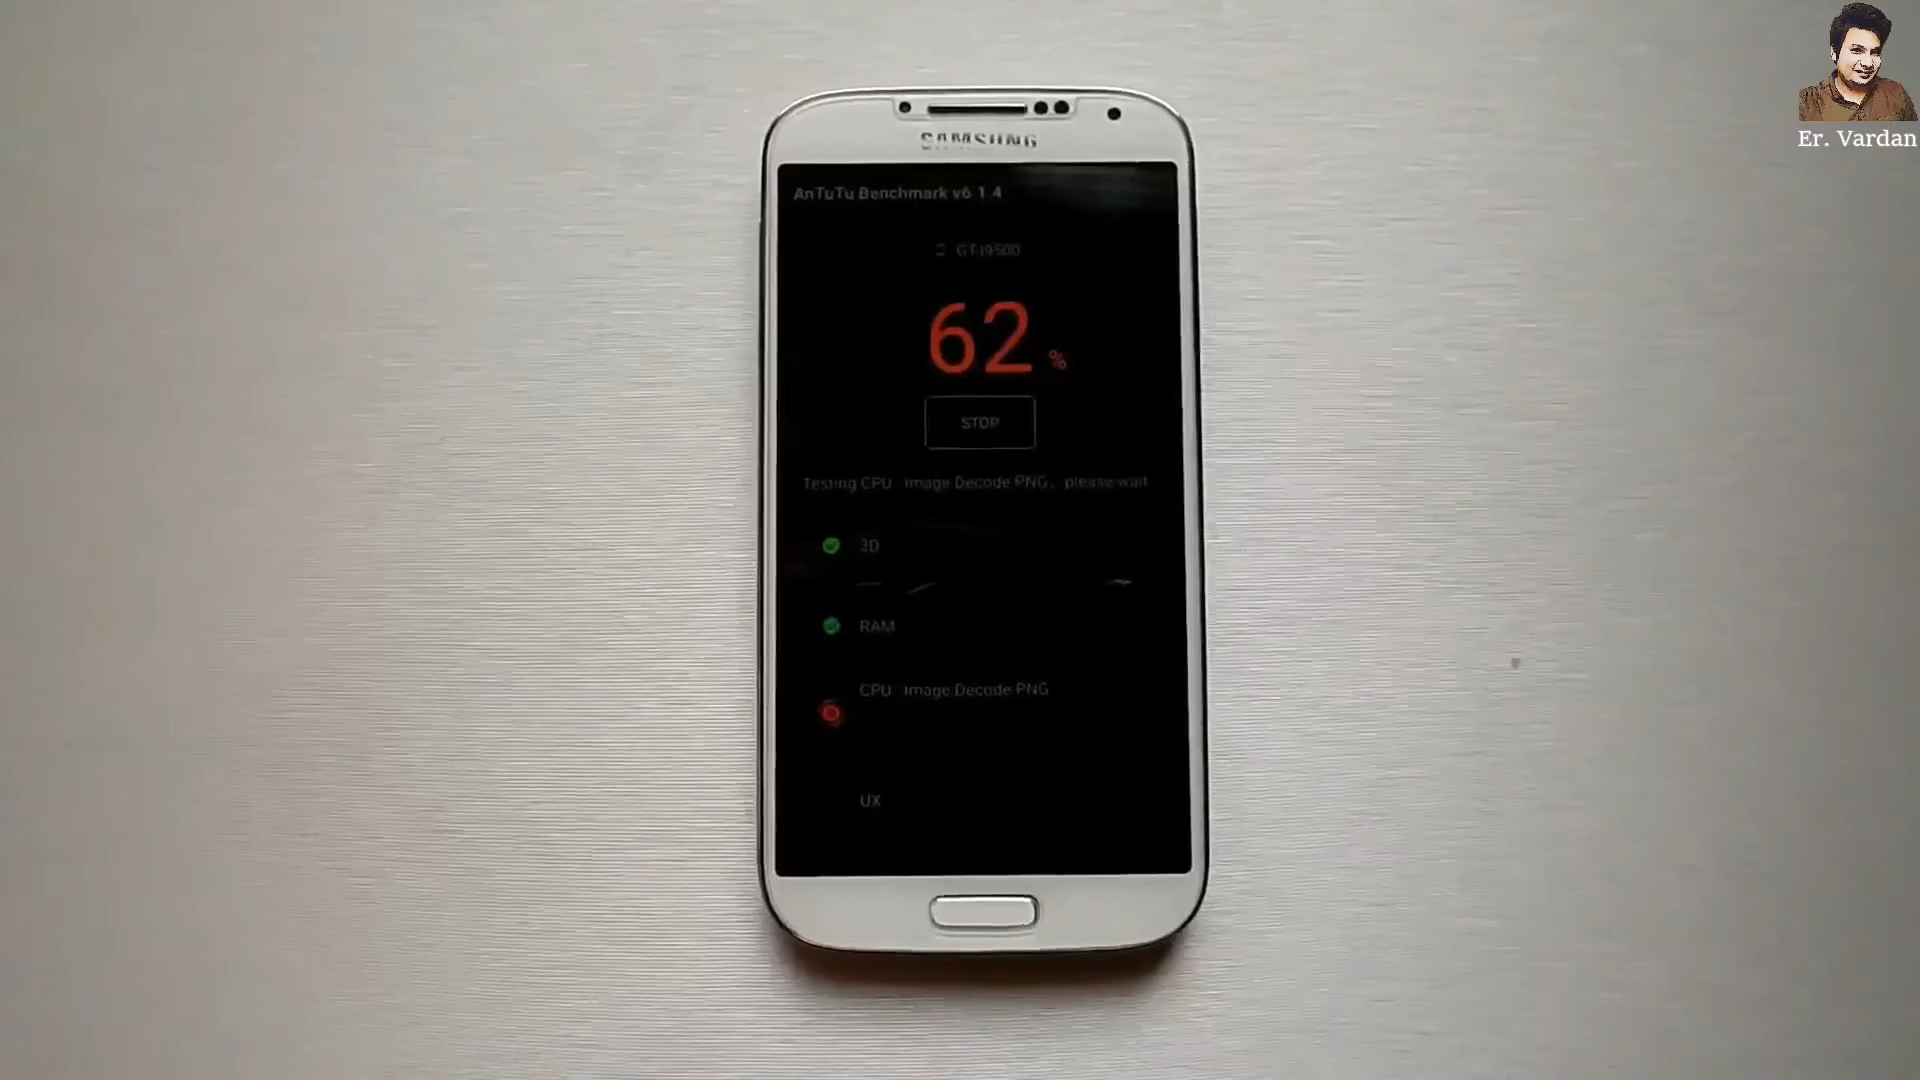 Er. Vardan
SAMSUNG
AnTuTu Benchmark v6.1.4
GT-I9500
62 %
STOP
Testing CPU Image Decode PNG, please wait
3D
RAM
CPU Image Decode PNG
UX